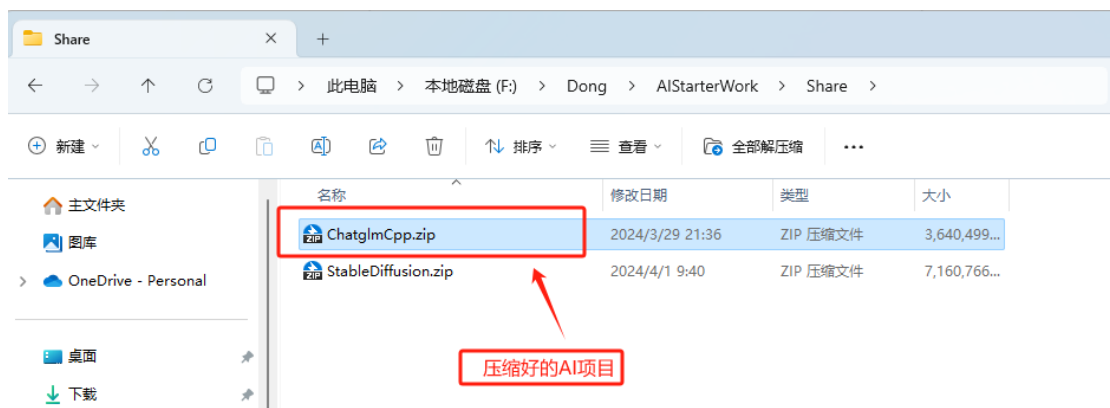 Share
此电脑 > 本地磁盘 (F:) > Dong > AIStarterWork > Share >
新建 排序 查看 全部解压缩 ...
名称 修改日期 类型 大小
主文件夹
ChatglmCpp.zip 2024/3/29 21:36 ZIP 压缩文件 3,640,499...
图库
StableDiffusion.zip 2024/4/1 9:40 ZIP 压缩文件 7,160,766...
OneDrive - Personal
桌面
压缩好的AI项目
下载